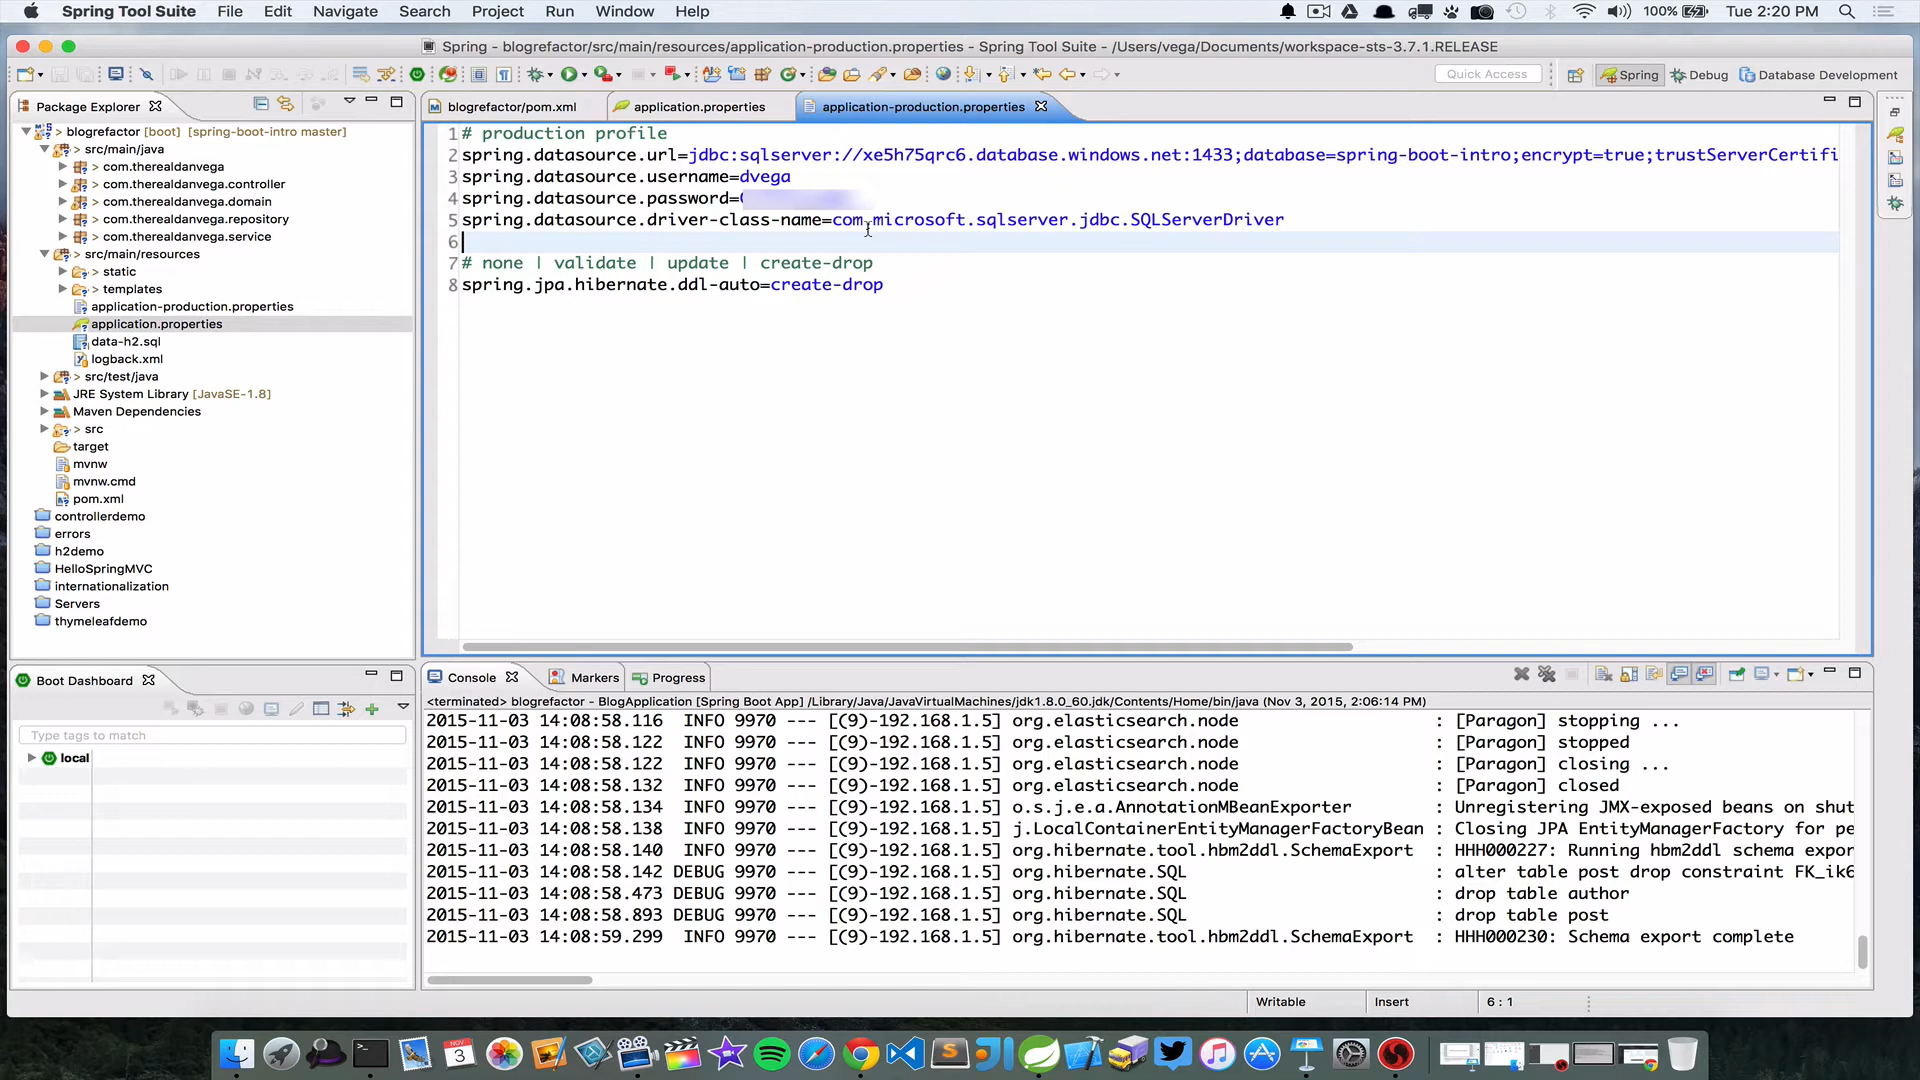 Spring Tool Suite File Edit Navigate Search Project Run Window Help 100% Tue 2:20 PM
Spring - blogrefactor/src/main/resources/application-production.properties - Spring Tool Suite - /Users/vega/Documents/workspace-sts-3.7.1.RELEASE
Quick Access Spring Debug Database Development
Package Explorer
blogrefactor/pom.xml application.properties application-production.properties
> blogrefactor [boot] [spring-boot-intro master]
> src/main/java
> com.therealdanvega
> com.therealdanvega.controller
> com.therealdanvega.domain
> com.therealdanvega.repository
> com.therealdanvega.service
> src/main/resources
> static
> templates
application-production.properties
application.properties
data-h2.sql
logback.xml
> src/test/java
JRE System Library [JavaSE-1.8]
Maven Dependencies
> src
target
mvnw
mvnw.cmd
pom.xml
controllerdemo
errors
h2demo
HelloSpringMVC
internationalization
Servers
thymeleafdemo
1 # production profile
2 spring.datasource.url=jdbc:sqlserver://xe5h75qrc6.database.windows.net:1433;database=spring-boot-intro;encrypt=true;trustServerCertifi
3 spring.datasource.username=dvega
4 spring.datasource.password=
5 spring.datasource.driver-class-name=com.microsoft.sqlserver.jdbc.SQLServerDriver
6
7 # none | validate | update | create-drop
8 spring.jpa.hibernate.ddl-auto=create-drop
Boot Dashboard
Type tags to match
local
Console Markers Progress
<terminated> blogrefactor - BlogApplication [Spring Boot App] /Library/Java/JavaVirtualMachines/jdk1.8.0_60.jdk/Contents/Home/bin/java (Nov 3, 2015, 2:06:14 PM)
2015-11-03 14:08:58.116 INFO 9970 --- [(9)-192.168.1.5] org.elasticsearch.node : [Paragon] stopping ...
2015-11-03 14:08:58.122 INFO 9970 --- [(9)-192.168.1.5] org.elasticsearch.node : [Paragon] stopped
2015-11-03 14:08:58.122 INFO 9970 --- [(9)-192.168.1.5] org.elasticsearch.node : [Paragon] closing ...
2015-11-03 14:08:58.132 INFO 9970 --- [(9)-192.168.1.5] org.elasticsearch.node : [Paragon] closed
2015-11-03 14:08:58.134 INFO 9970 --- [(9)-192.168.1.5] o.s.j.e.a.AnnotationMBeanExporter : Unregistering JMX-exposed beans on shut
2015-11-03 14:08:58.138 INFO 9970 --- [(9)-192.168.1.5] j.LocalContainerEntityManagerFactoryBean : Closing JPA EntityManagerFactory for pe
2015-11-03 14:08:58.140 INFO 9970 --- [(9)-192.168.1.5] org.hibernate.tool.hbm2ddl.SchemaExport : HHH000227: Running hbm2ddl schema expor
2015-11-03 14:08:58.142 DEBUG 9970 --- [(9)-192.168.1.5] org.hibernate.SQL : alter table post drop constraint FK_ik6
2015-11-03 14:08:58.473 DEBUG 9970 --- [(9)-192.168.1.5] org.hibernate.SQL : drop table author
2015-11-03 14:08:58.893 DEBUG 9970 --- [(9)-192.168.1.5] org.hibernate.SQL : drop table post
2015-11-03 14:08:59.299 INFO 9970 --- [(9)-192.168.1.5] org.hibernate.tool.hbm2ddl.SchemaExport : HHH000230: Schema export complete
Writable Insert 6 : 1
NOV
3